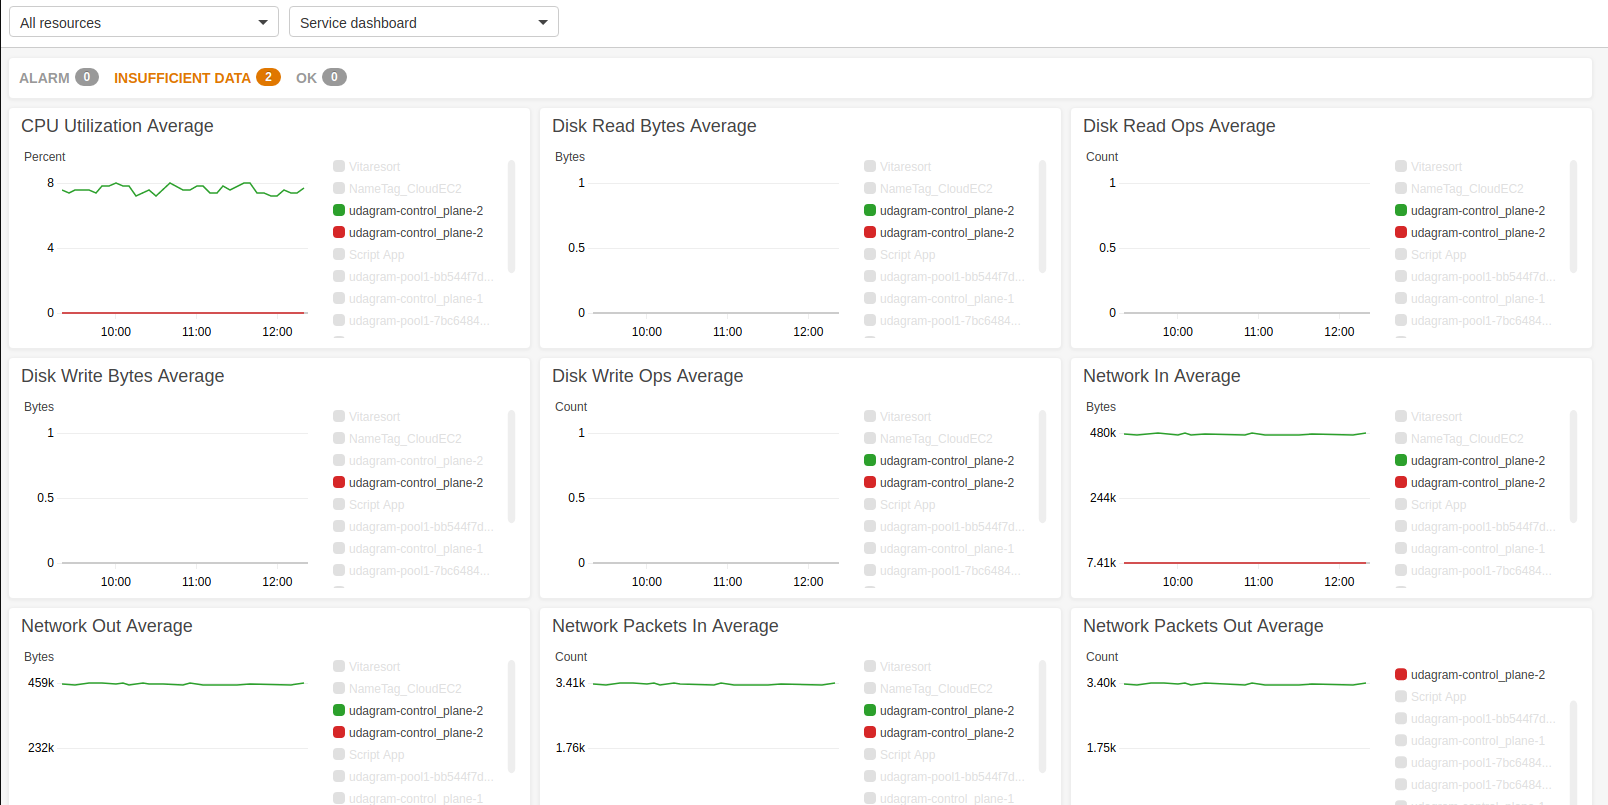 All resources
Service dashboard
ALARM 0 INSUFFICIENT DATA 2 OK 0
CPU Utilization Average
Percent
8
4
0
10:00 11:00 12:00
Vitaresort
NameTag_CloudEC2
udagram-control_plane-2
udagram-control_plane-2
Script App
udagram-pool1-bb544f7d...
udagram-control_plane-1
udagram-pool1-7bc6484...
Disk Read Bytes Average
Bytes
1
0.5
0
10:00 11:00 12:00
Vitaresort
NameTag_CloudEC2
udagram-control_plane-2
udagram-control_plane-2
Script App
udagram-pool1-bb544f7d...
udagram-control_plane-1
udagram-pool1-7bc6484...
Disk Read Ops Average
Count
1
0.5
0
10:00 11:00 12:00
Vitaresort
NameTag_CloudEC2
udagram-control_plane-2
udagram-control_plane-2
Script App
udagram-pool1-bb544f7d...
udagram-control_plane-1
udagram-pool1-7bc6484...
Disk Write Bytes Average
Bytes
1
0.5
0
10:00 11:00 12:00
Vitaresort
NameTag_CloudEC2
udagram-control_plane-2
udagram-control_plane-2
Script App
udagram-pool1-bb544f7d...
udagram-control_plane-1
udagram-pool1-7bc6484...
Disk Write Ops Average
Count
1
0.5
0
10:00 11:00 12:00
Vitaresort
NameTag_CloudEC2
udagram-control_plane-2
udagram-control_plane-2
Script App
udagram-pool1-bb544f7d...
udagram-control_plane-1
udagram-pool1-7bc6484...
Network In Average
Bytes
480k
244k
7.41k
10:00 11:00 12:00
Vitaresort
NameTag_CloudEC2
udagram-control_plane-2
udagram-control_plane-2
Script App
udagram-pool1-bb544f7d...
udagram-control_plane-1
udagram-pool1-7bc6484...
Network Out Average
Bytes
459k
232k
Vitaresort
NameTag_CloudEC2
udagram-control_plane-2
udagram-control_plane-2
Script App
udagram-pool1-bb544f7d...
udagram-control_plane-1
Network Packets In Average
Count
3.41k
1.76k
Vitaresort
NameTag_CloudEC2
udagram-control_plane-2
udagram-control_plane-2
Script App
udagram-pool1-bb544f7d...
udagram-control_plane-1
Network Packets Out Average
Count
3.40k
1.75k
udagram-control_plane-2
Script App
udagram-pool1-bb544f7d...
udagram-control_plane-1
udagram-pool1-7bc6484...
udagram-pool1-785da...